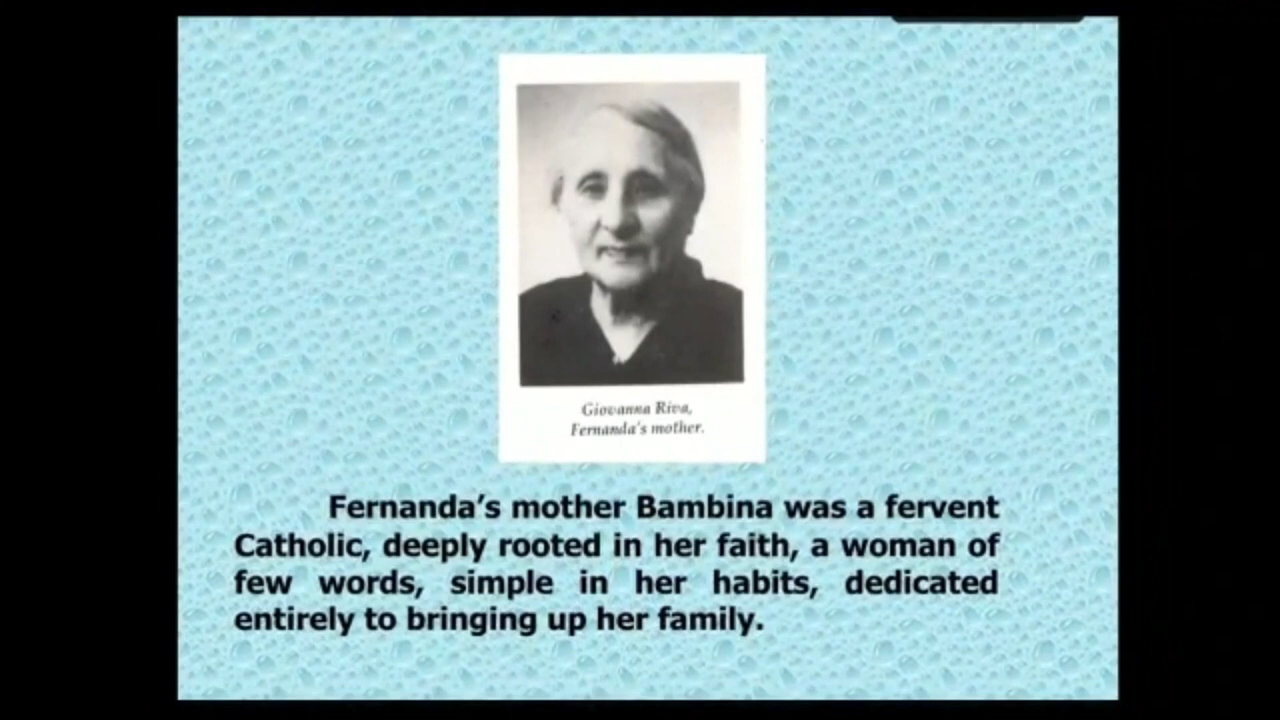 Giovanna Riva,
Fernanda's mother.
Fernanda’s mother Bambina was a fervent
Catholic, deeply rooted in her faith, a woman of
few words, simple in her habits, dedicated
entirely to bringing up her family.